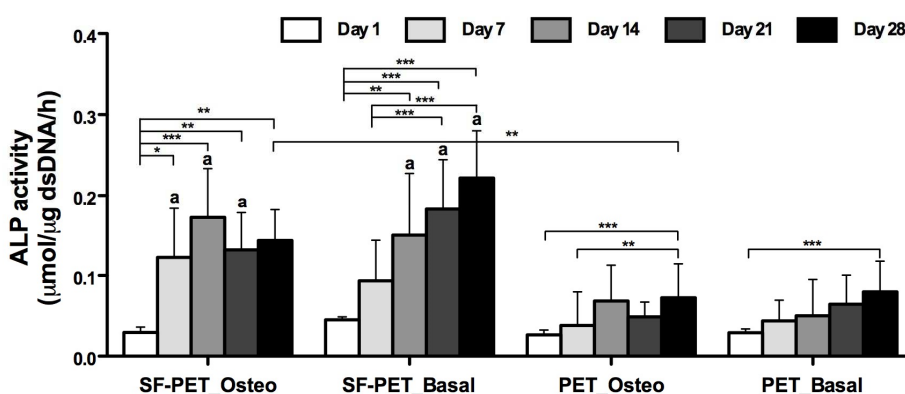 Day 1 Day 7 Day 14 Day 21 Day 28
ALP activity
(μmol/μg dsDNA/h)
0.4
0.3
0.2
0.1
0.0
** ** *** * a a a
*** *** ** *** *** a a a
**
*** **
***
SF-PET_Osteo SF-PET_Basal PET_Osteo PET_Basal